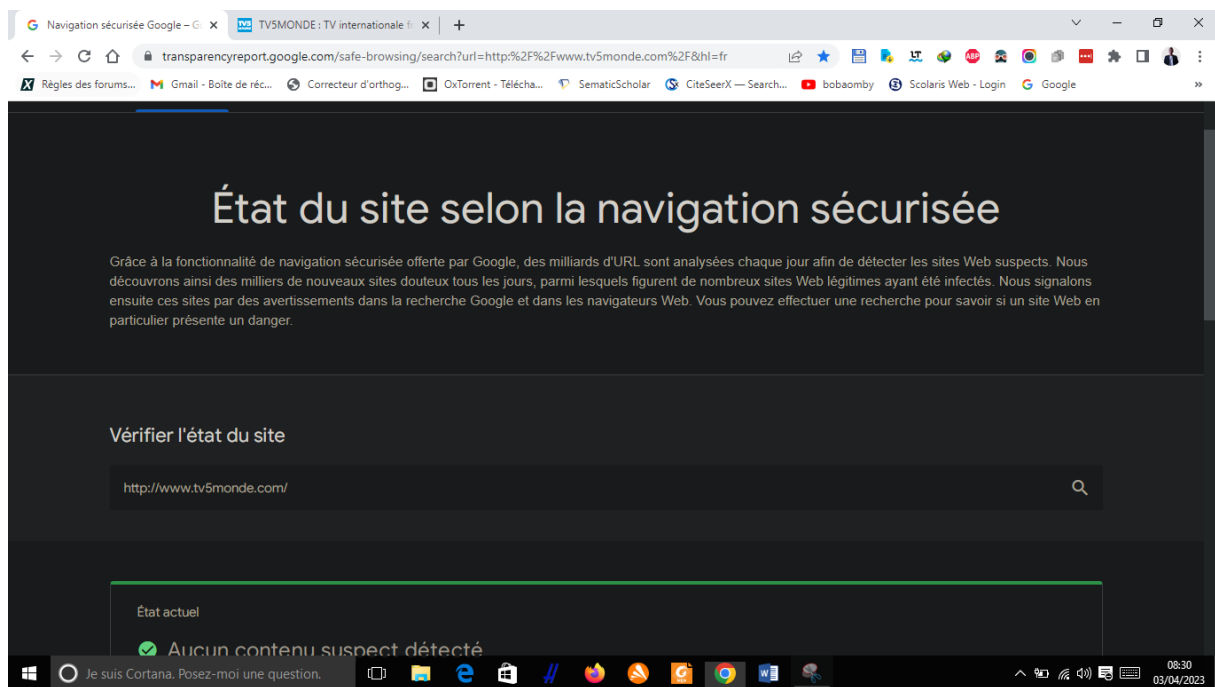 Navigation sécurisée Google – G
TV5MONDE : TV internationale f
transparencyreport.google.com/safe-browsing/search?url=http:%2F%2Fwww.tv5monde.com%2F&hl=fr
Règles des forums...
Gmail - Boîte de réc...
Correcteur d'orthog...
OxTorrent - Télécha...
SematicScholar
CiteSeerX — Search...
bobaomby
Scolaris Web - Login
Google
»
État du site selon la navigation sécurisée
Grâce à la fonctionnalité de navigation sécurisée offerte par Google, des milliards d'URL sont analysées chaque jour afin de détecter les sites Web suspects. Nous
découvrons ainsi des milliers de nouveaux sites douteux tous les jours, parmi lesquels figurent de nombreux sites Web légitimes ayant été infectés. Nous signalons
ensuite ces sites par des avertissements dans la recherche Google et dans les navigateurs Web. Vous pouvez effectuer une recherche pour savoir si un site Web en
particulier présente un danger.
Vérifier l'état du site
http://www.tv5monde.com/
État actuel
Aucun contenu suspect détecté
Je suis Cortana. Posez-moi une question.
08:30
03/04/2023